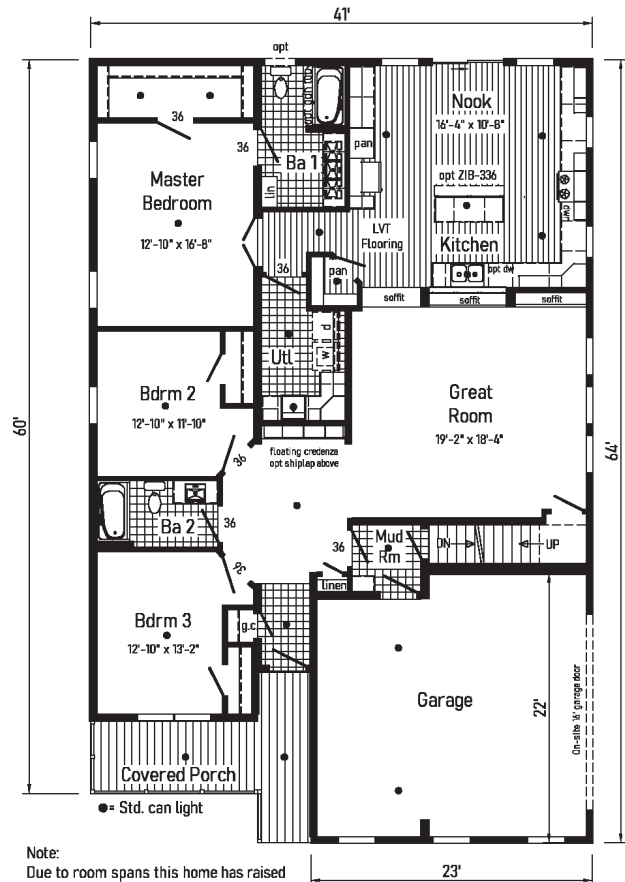 41'
opt
opt gran top
36
36
Ba 1
lin
pan
Nook
16'-4" x 10'-8"
opt ZIB-336
Master
Bedroom
12'-10" x 16'-8"
LVT
Flooring
Kitchen
opt dw
36
pan
soffit
soffit
soffit
Utl
d
w
Bdrm 2
12'-10" x 11'-10"
Great
Room
19'-2" x 18'-4"
60'
64'
36
floating credenza
opt shiplap above
Ba 2
36
36
Mud
Rm
DN
UP
36
linen
Bdrm 3
12'-10" x 13'-2"
g.c
Garage
22'
On-site 16' garage door
Covered Porch
= Std. can light
Note:
Due to room spans this home has raised
23'